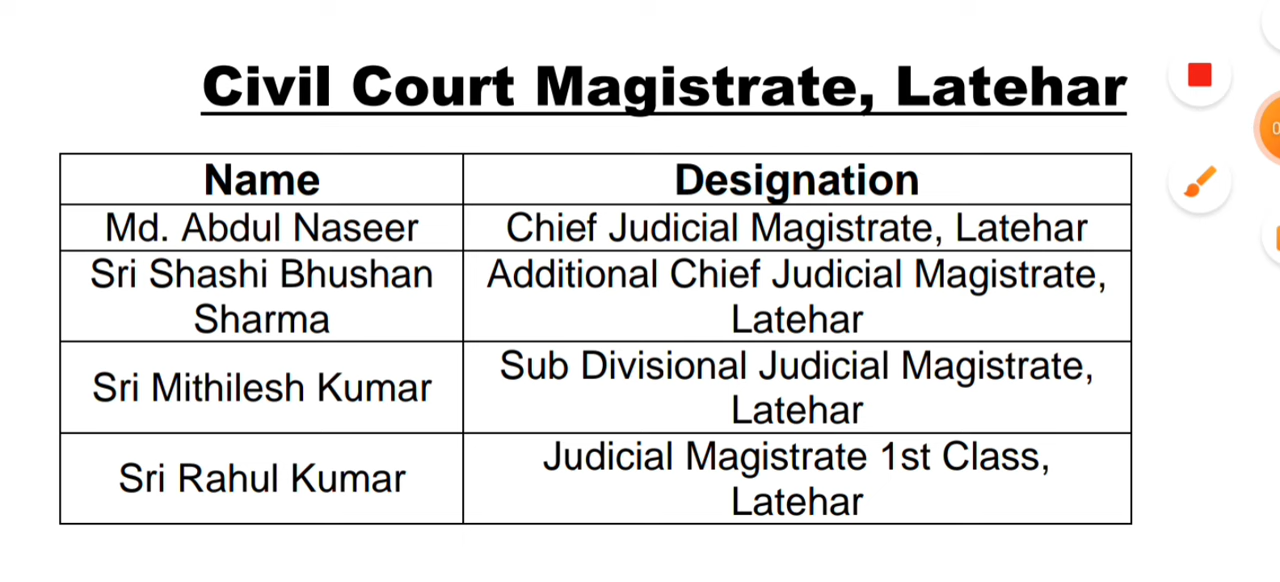 Civil Court Magistrate, Latehar
Name Designation
Md. Abdul Naseer Chief Judicial Magistrate, Latehar
Sri Shashi Bhushan Sharma Additional Chief Judicial Magistrate, Latehar
Sri Mithilesh Kumar Sub Divisional Judicial Magistrate, Latehar
Sri Rahul Kumar Judicial Magistrate 1st Class, Latehar